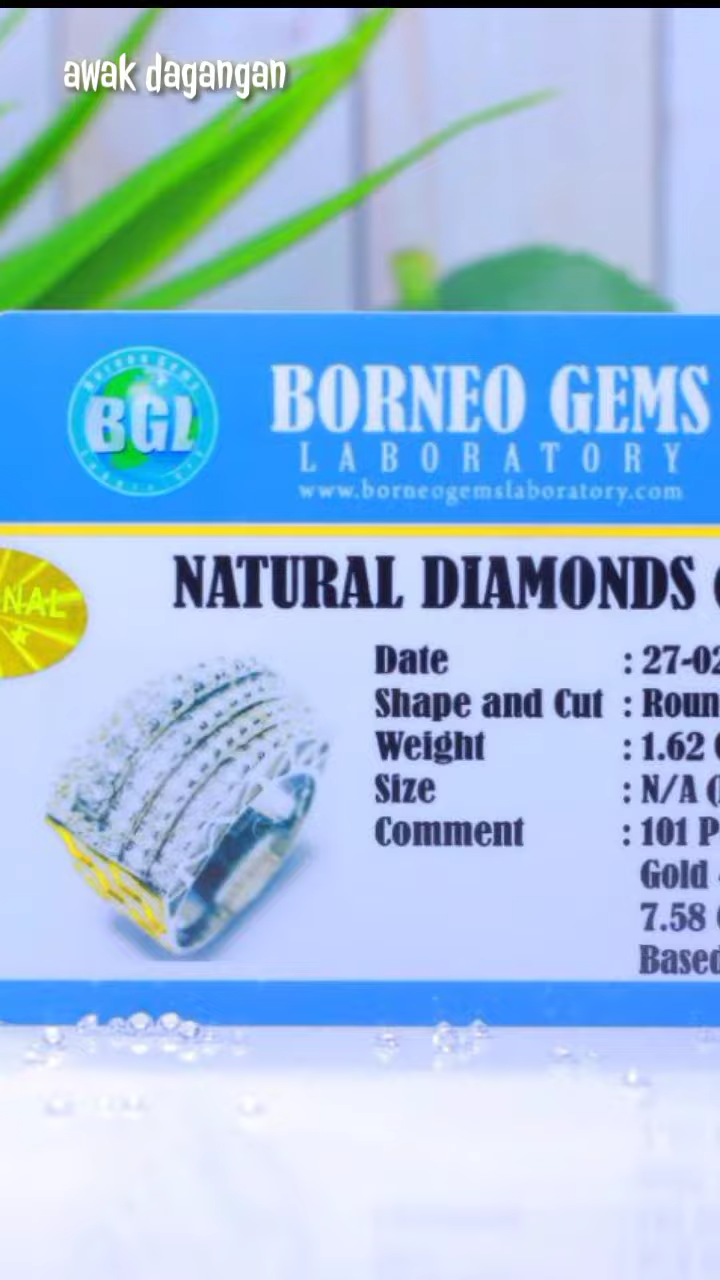 awak dagangan
BGL
BORNEO GEMS
LABORATORY
www.borneogemslaboratory.com
NAL
NATURAL DIAMONDS
Date : 27-02
Shape and Cut : Roun
Weight : 1.62
Size : N/A
Comment : 101 P
Gold
7.58
Based